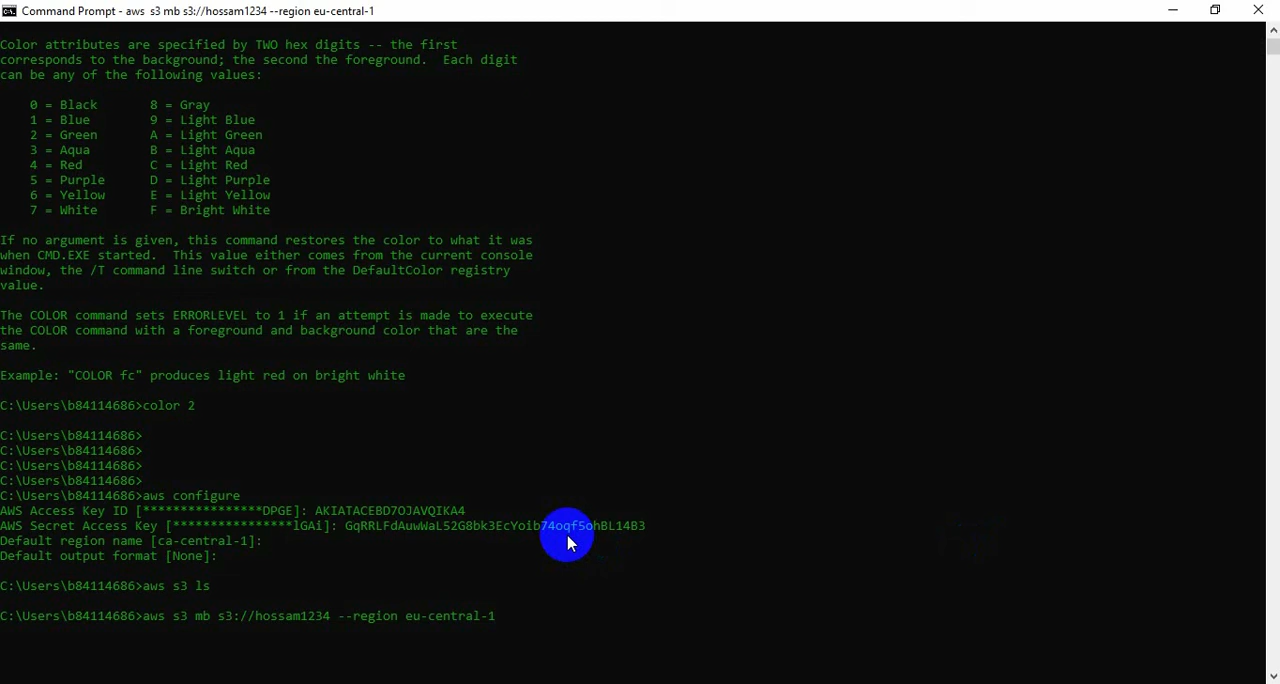 Command Prompt - aws s3 mb s3://hossam1234 --region eu-central-1
Color attributes are specified by TWO hex digits -- the first
corresponds to the background; the second the foreground.  Each digit
can be any of the following values:
0 = Black       8 = Gray
1 = Blue        9 = Light Blue
2 = Green       A = Light Green
3 = Aqua        B = Light Aqua
4 = Red         C = Light Red
5 = Purple      D = Light Purple
6 = Yellow      E = Light Yellow
7 = White       F = Bright White
If no argument is given, this command restores the color to what it was
when CMD.EXE started.  This value either comes from the current console
window, the /T command line switch or from the DefaultColor registry
value.
The COLOR command sets ERRORLEVEL to 1 if an attempt is made to execute
the COLOR command with a foreground and background color that are the
same.
Example: "COLOR fc" produces light red on bright white
C:\Users\b84114686>color 2
C:\Users\b84114686>
C:\Users\b84114686>
C:\Users\b84114686>
C:\Users\b84114686>
C:\Users\b84114686>aws configure
AWS Access Key ID [****************DPGE]: AKIATACEBD7OJAVQIKA4
AWS Secret Access Key [****************lGAi]: 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
Default region name [ca-central-1]:
Default output format [None]:
C:\Users\b84114686>aws s3 ls
C:\Users\b84114686>aws s3 mb s3://hossam1234 --region eu-central-1